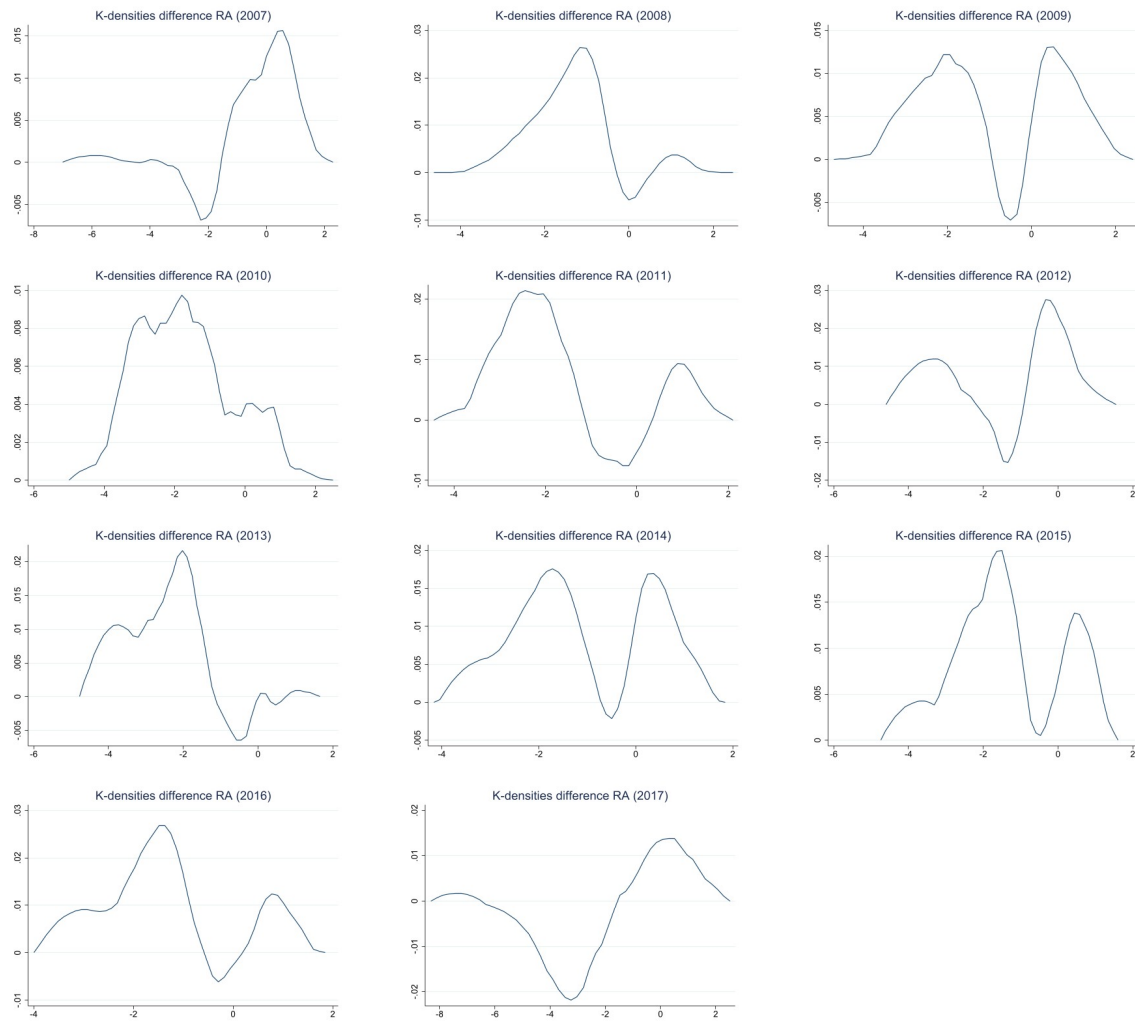 K-densities difference RA (2007)
.015
.01
.005
0
-.005
-8 -6 -4 -2 0 2
K-densities difference RA (2008)
.03
.02
.01
0
-.01
-4 -2 0 2
K-densities difference RA (2009)
.015
.01
.005
0
-.005
-4 -2 0 2
K-densities difference RA (2010)
.01
.008
.006
.004
.002
0
-6 -4 -2 0 2
K-densities difference RA (2011)
.02
.01
0
-.01
-4 -2 0 2
K-densities difference RA (2012)
.03
.02
.01
0
-.01
-.02
-6 -4 -2 0 2
K-densities difference RA (2013)
.02
.015
.01
.005
0
-.005
-6 -4 -2 0 2
K-densities difference RA (2014)
.02
.015
.01
.005
0
-.005
-4 -2 0 2
K-densities difference RA (2015)
.02
.015
.01
.005
0
-6 -4 -2 0 2
K-densities difference RA (2016)
.03
.02
.01
0
-.01
-4 -2 0 2
K-densities difference RA (2017)
.02
.01
0
-.01
-.02
-8 -6 -4 -2 0 2